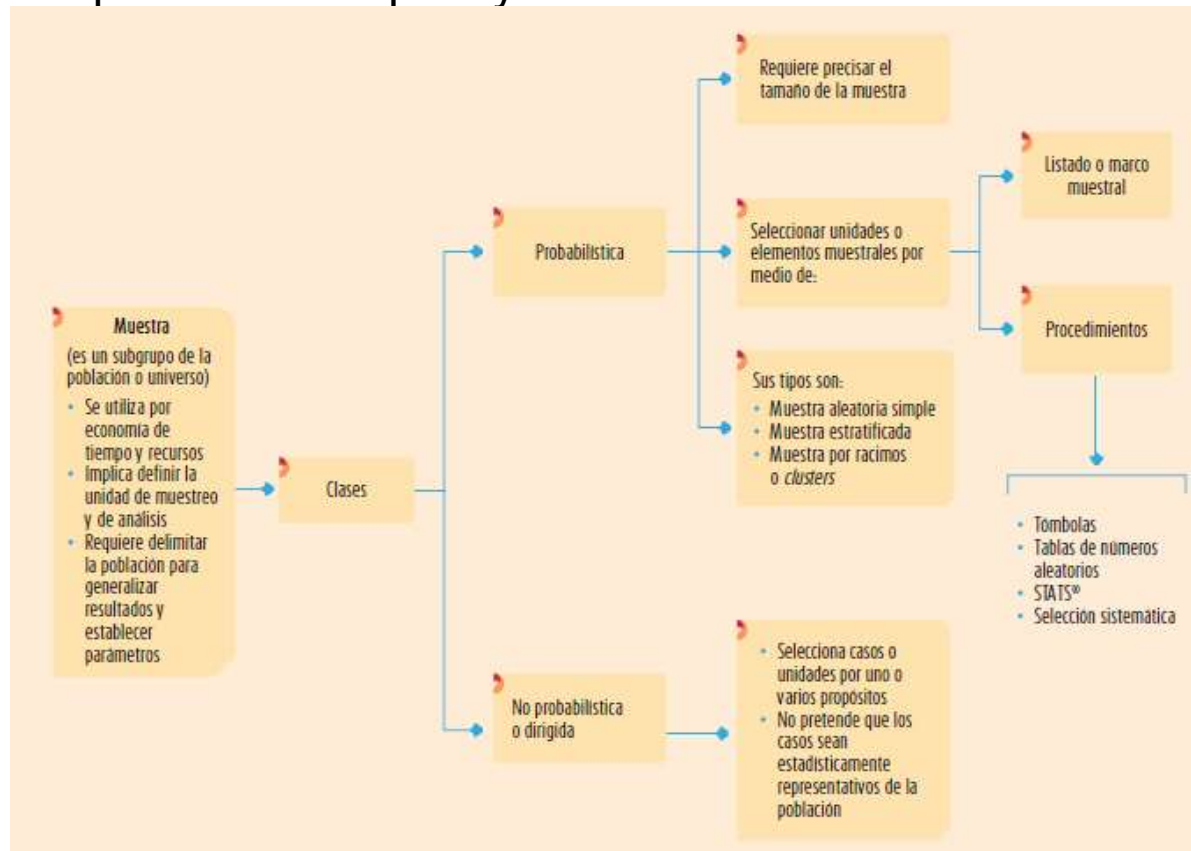 Requiere precisar el
tamaño de la muestra
Listado o marco
muestral
Probabilística
Seleccionar unidades o
elementos muestrales por
medio de:
Procedimientos
Muestra
(es un subgrupo de la
población o universo)
• Se utiliza por
economía de
tiempo y recursos
• Implica definir la
unidad de muestreo
y de análisis
• Requiere delimitar
la población para
generalizar
resultados y
establecer
parámetros
Clases
Sus tipos son:
• Muestra aleatoria simple
• Muestra estratificada
• Muestra por racimos
o clusters
• Tómbolas
• Tablas de números
aleatorios
• STATS®
• Selección sistemática
No probabilística
o dirigida
• Selecciona casos o
unidades por uno o
varios propósitos
• No pretende que los
casos sean
estadísticamente
representativos de la
población